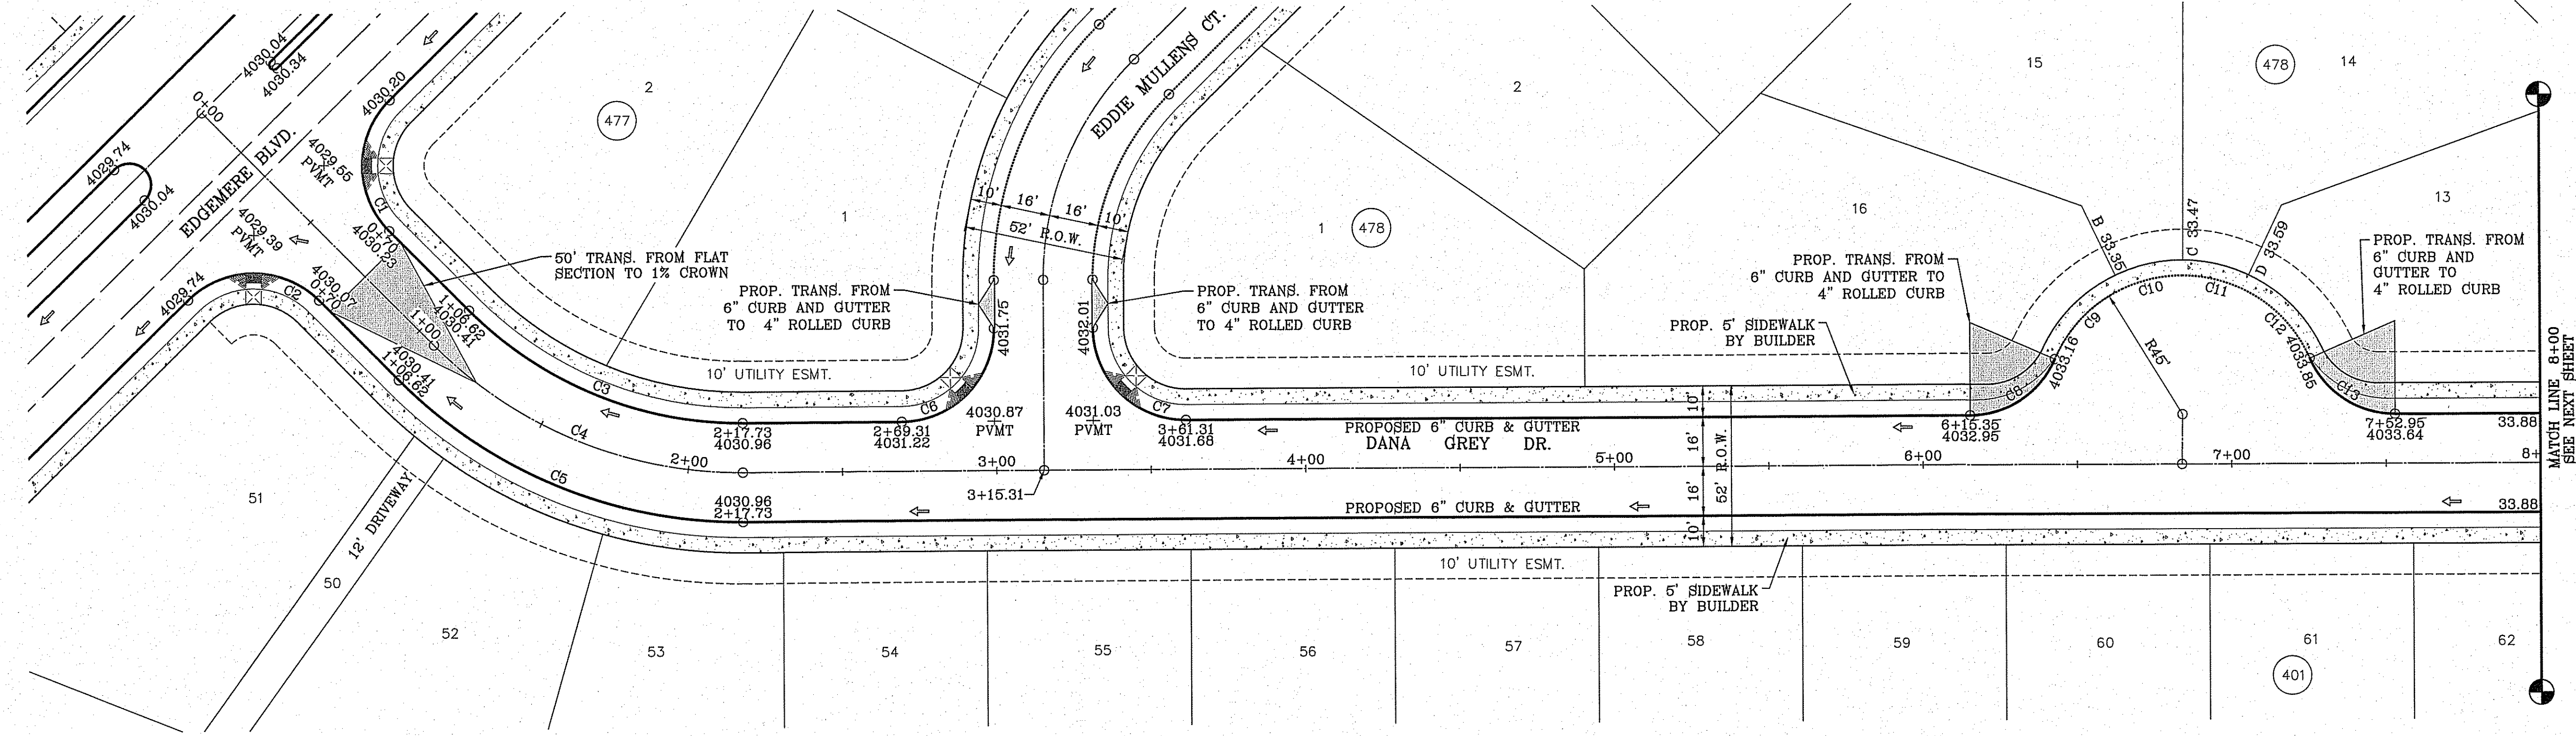 4030.04
4030.34
4030.20
0+00
EDGEMERE BLVD.
4029.55
PVMT
4029.74
4030.04
4029.39
PVMT
4029.74
C1
C2
0+70
4030.23
4030.07
0+70
50' TRANS. FROM FLAT
SECTION TO 1% CROWN
1+06.62
4030.41
1+00
4030.41
1+06.62
2
477
1
C3
C4
C5
10' UTILITY ESMT.
2+17.73
4030.96
2+00
4030.96
2+17.73
C6
2+69.31
4031.22
PROP. TRANS. FROM
6" CURB AND GUTTER
TO 4" ROLLED CURB
4031.75
EDDIE MULLENS CT.
10'
16'
16'
10'
52' R.O.W.
4032.01
PROP. TRANS. FROM
6" CURB AND GUTTER
TO 4" ROLLED CURB
4030.87
PVMT
4031.03
PVMT
3+00
3+15.31
C7
3+61.31
4031.68
2
1
478
10' UTILITY ESMT.
PROPOSED 6" CURB & GUTTER
DANA GREY DR.
4+00
5+00
PROPOSED 6" CURB & GUTTER
10'
16'
16'
10'
52' R.O.W.
PROP. 5' SIDEWALK
BY BUILDER
PROP. TRANS. FROM
6" CURB AND GUTTER TO
4" ROLLED CURB
15
478
14
16
13
B 33.35
C 33.47
D 33.59
PROP. TRANS. FROM
6" CURB AND
GUTTER TO
4" ROLLED CURB
C8
C9
C10
C11
C12
C13
R45'
4033.16
4033.85
6+15.35
4032.95
7+52.95
4033.64
33.88
6+00
7+00
8+
33.88
MATCH LINE 8+00
SEE NEXT SHEET
10' UTILITY ESMT.
PROP. 5' SIDEWALK
BY BUILDER
51
12' DRIVEWAY
50
52
53
54
55
56
57
58
59
60
61
62
401